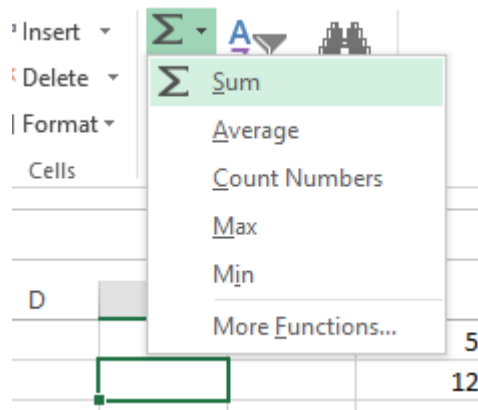 Insert
Delete
Format
Cells
Σ
A
Σ Sum
Average
Count Numbers
Max
Min
More Functions...
D
5
12